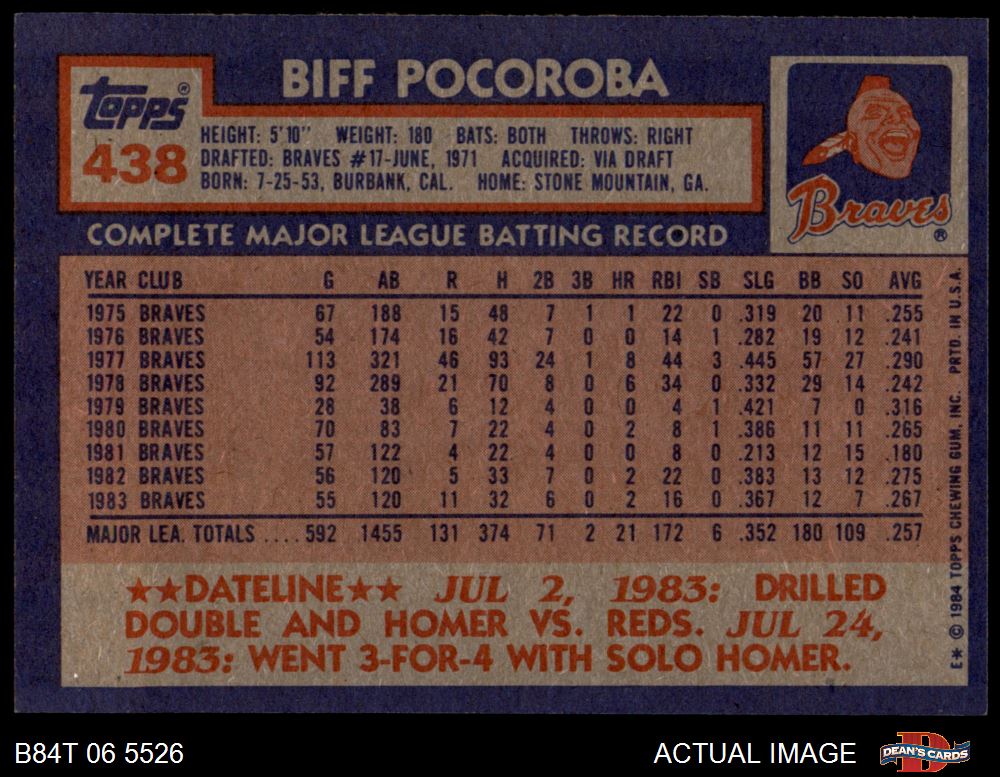 BIFF POCOROBA
TOPPS®
438
HEIGHT: 5'10" WEIGHT: 180 BATS: BOTH THROWS: RIGHT
DRAFTED: BRAVES #17-JUNE, 1971 ACQUIRED: VIA DRAFT
BORN: 7-25-53, BURBANK, CAL. HOME: STONE MOUNTAIN, GA.
Braves®
COMPLETE MAJOR LEAGUE BATTING RECORD
YEAR CLUB G AB R H 2B 3B HR RBI SB SLG BB SO AVG
1975 BRAVES 67 188 15 48 7 1 1 22 0 .319 20 11 .255
1976 BRAVES 54 174 16 42 7 0 0 14 1 .282 19 12 .241
1977 BRAVES 113 321 46 93 24 1 8 44 3 .445 57 27 .290
1978 BRAVES 92 289 21 70 8 0 6 34 0 .332 29 14 .242
1979 BRAVES 28 38 6 12 4 0 0 4 1 .421 7 0 .316
1980 BRAVES 70 83 7 22 4 0 2 8 1 .386 11 11 .265
1981 BRAVES 57 122 4 22 4 0 0 8 0 .213 12 15 .180
1982 BRAVES 56 120 5 33 7 0 2 22 0 .383 13 12 .275
1983 BRAVES 55 120 11 32 6 0 2 16 0 .367 12 7 .267
MAJOR LEA. TOTALS .... 592 1455 131 374 71 2 21 172 6 .352 180 109 .257
★★DATELINE★★ JUL 2, 1983: DRILLED
DOUBLE AND HOMER VS. REDS. JUL 24,
1983: WENT 3-FOR-4 WITH SOLO HOMER.
E* © 1984 TOPPS CHEWING GUM, INC. PRTD. IN U.S.A.
B84T 06 5526
ACTUAL IMAGE
D
DEAN'S CARDS